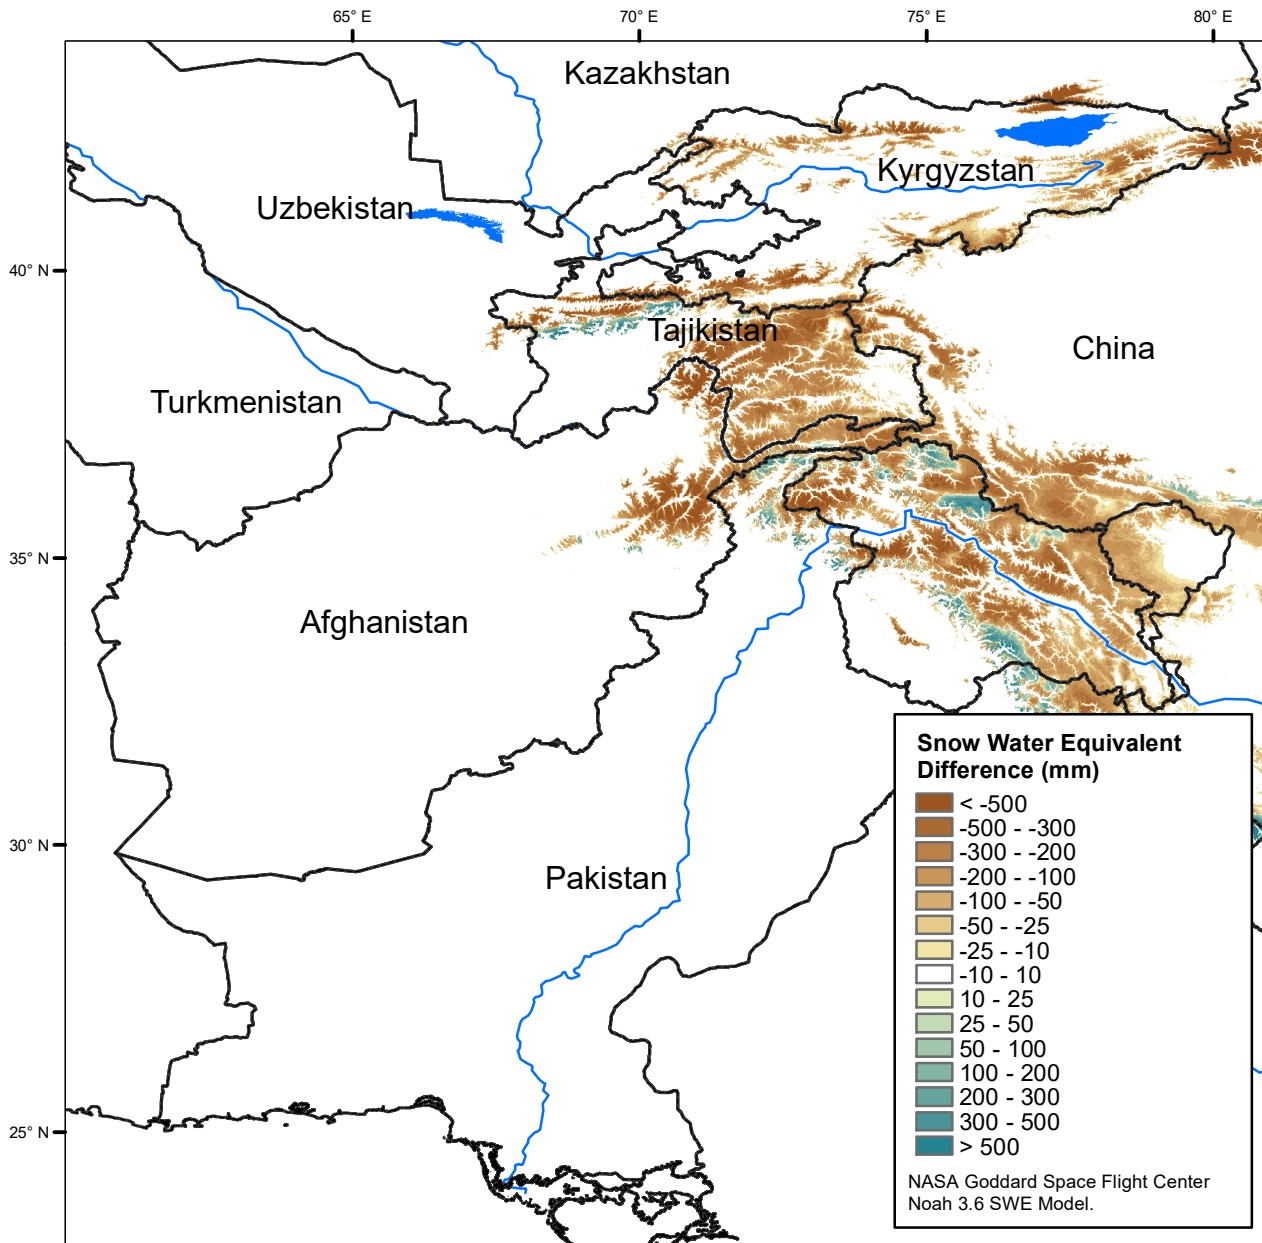 65° E
70° E
75° E
80° E
Kazakhstan
Kyrgyzstan
Uzbekistan
40° N
Tajikistan
China
Turkmenistan
35° N
Afghanistan
Snow Water Equivalent
Difference (mm)
< -500
-500 - -300
-300 - -200
-200 - -100
-100 - -50
-50 - -25
-25 - -10
-10 - 10
10 - 25
25 - 50
50 - 100
100 - 200
200 - 300
300 - 500
> 500
30° N
Pakistan
25° N
NASA Goddard Space Flight Center
Noah 3.6 SWE Model.